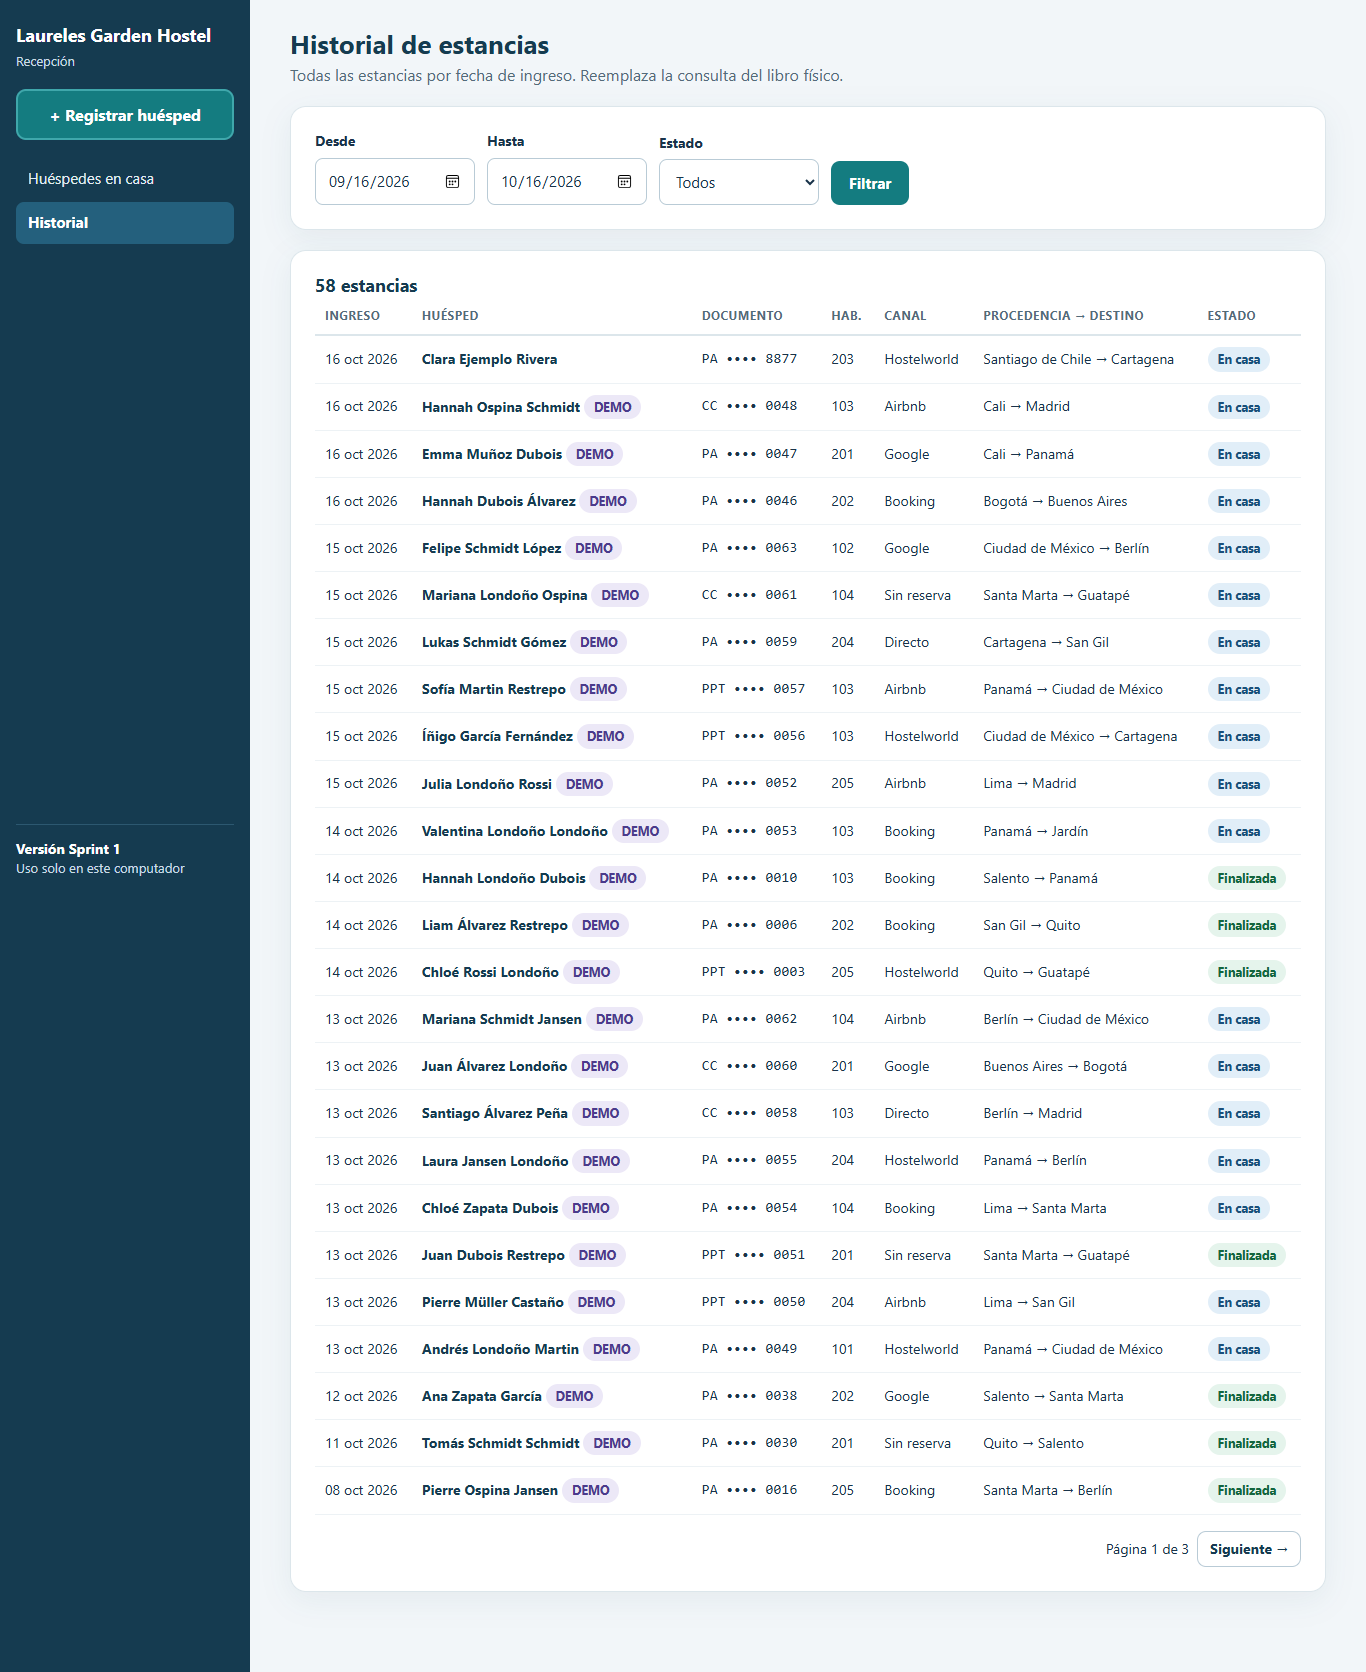 Laureles Garden Hostel
Recepción
+ Registrar huésped
Huéspedes en casa
Historial
Versión Sprint 1
Uso solo en este computador
Historial de estancias
Todas las estancias por fecha de ingreso. Reemplaza la consulta del libro físico.
Desde Hasta Estado
09/16/2026 10/16/2026 Todos Filtrar
58 estancias
INGRESO HUÉSPED DOCUMENTO HAB. CANAL PROCEDENCIA → DESTINO ESTADO
16 oct 2026 Clara Ejemplo Rivera PA •••• 8877 203 Hostelworld Santiago de Chile → Cartagena En casa
16 oct 2026 Hannah Ospina Schmidt DEMO CC •••• 0048 103 Airbnb Cali → Madrid En casa
16 oct 2026 Emma Muñoz Dubois DEMO PA •••• 0047 201 Google Cali → Panamá En casa
16 oct 2026 Hannah Dubois Álvarez DEMO PA •••• 0046 202 Booking Bogotá → Buenos Aires En casa
15 oct 2026 Felipe Schmidt López DEMO PA •••• 0063 102 Google Ciudad de México → Berlín En casa
15 oct 2026 Mariana Londoño Ospina DEMO CC •••• 0061 104 Sin reserva Santa Marta → Guatapé En casa
15 oct 2026 Lukas Schmidt Gómez DEMO PA •••• 0059 204 Directo Cartagena → San Gil En casa
15 oct 2026 Sofía Martin Restrepo DEMO PPT •••• 0057 103 Airbnb Panamá → Ciudad de México En casa
15 oct 2026 Íñigo García Fernández DEMO PPT •••• 0056 103 Hostelworld Ciudad de México → Cartagena En casa
15 oct 2026 Julia Londoño Rossi DEMO PA •••• 0052 205 Airbnb Lima → Madrid En casa
14 oct 2026 Valentina Londoño Londoño DEMO PA •••• 0053 103 Booking Panamá → Jardín En casa
14 oct 2026 Hannah Londoño Dubois DEMO PA •••• 0010 103 Booking Salento → Panamá Finalizada
14 oct 2026 Liam Álvarez Restrepo DEMO PA •••• 0006 202 Booking San Gil → Quito Finalizada
14 oct 2026 Chloé Rossi Londoño DEMO PPT •••• 0003 205 Hostelworld Quito → Guatapé Finalizada
13 oct 2026 Mariana Schmidt Jansen DEMO PA •••• 0062 104 Airbnb Berlín → Ciudad de México En casa
13 oct 2026 Juan Álvarez Londoño DEMO CC •••• 0060 201 Google Buenos Aires → Bogotá En casa
13 oct 2026 Santiago Álvarez Peña DEMO CC •••• 0058 103 Directo Berlín → Madrid En casa
13 oct 2026 Laura Jansen Londoño DEMO PA •••• 0055 204 Hostelworld Panamá → Berlín En casa
13 oct 2026 Chloé Zapata Dubois DEMO PA •••• 0054 104 Booking Lima → Santa Marta En casa
13 oct 2026 Juan Dubois Restrepo DEMO PPT •••• 0051 201 Sin reserva Santa Marta → Guatapé Finalizada
13 oct 2026 Pierre Müller Castaño DEMO PPT •••• 0050 204 Airbnb Lima → San Gil En casa
13 oct 2026 Andrés Londoño Martin DEMO PA •••• 0049 101 Hostelworld Panamá → Ciudad de México En casa
12 oct 2026 Ana Zapata García DEMO PA •••• 0038 202 Google Salento → Santa Marta Finalizada
11 oct 2026 Tomás Schmidt Schmidt DEMO PA •••• 0030 201 Sin reserva Quito → Salento Finalizada
08 oct 2026 Pierre Ospina Jansen DEMO PA •••• 0016 205 Booking Santa Marta → Berlín Finalizada
Página 1 de 3 Siguiente →